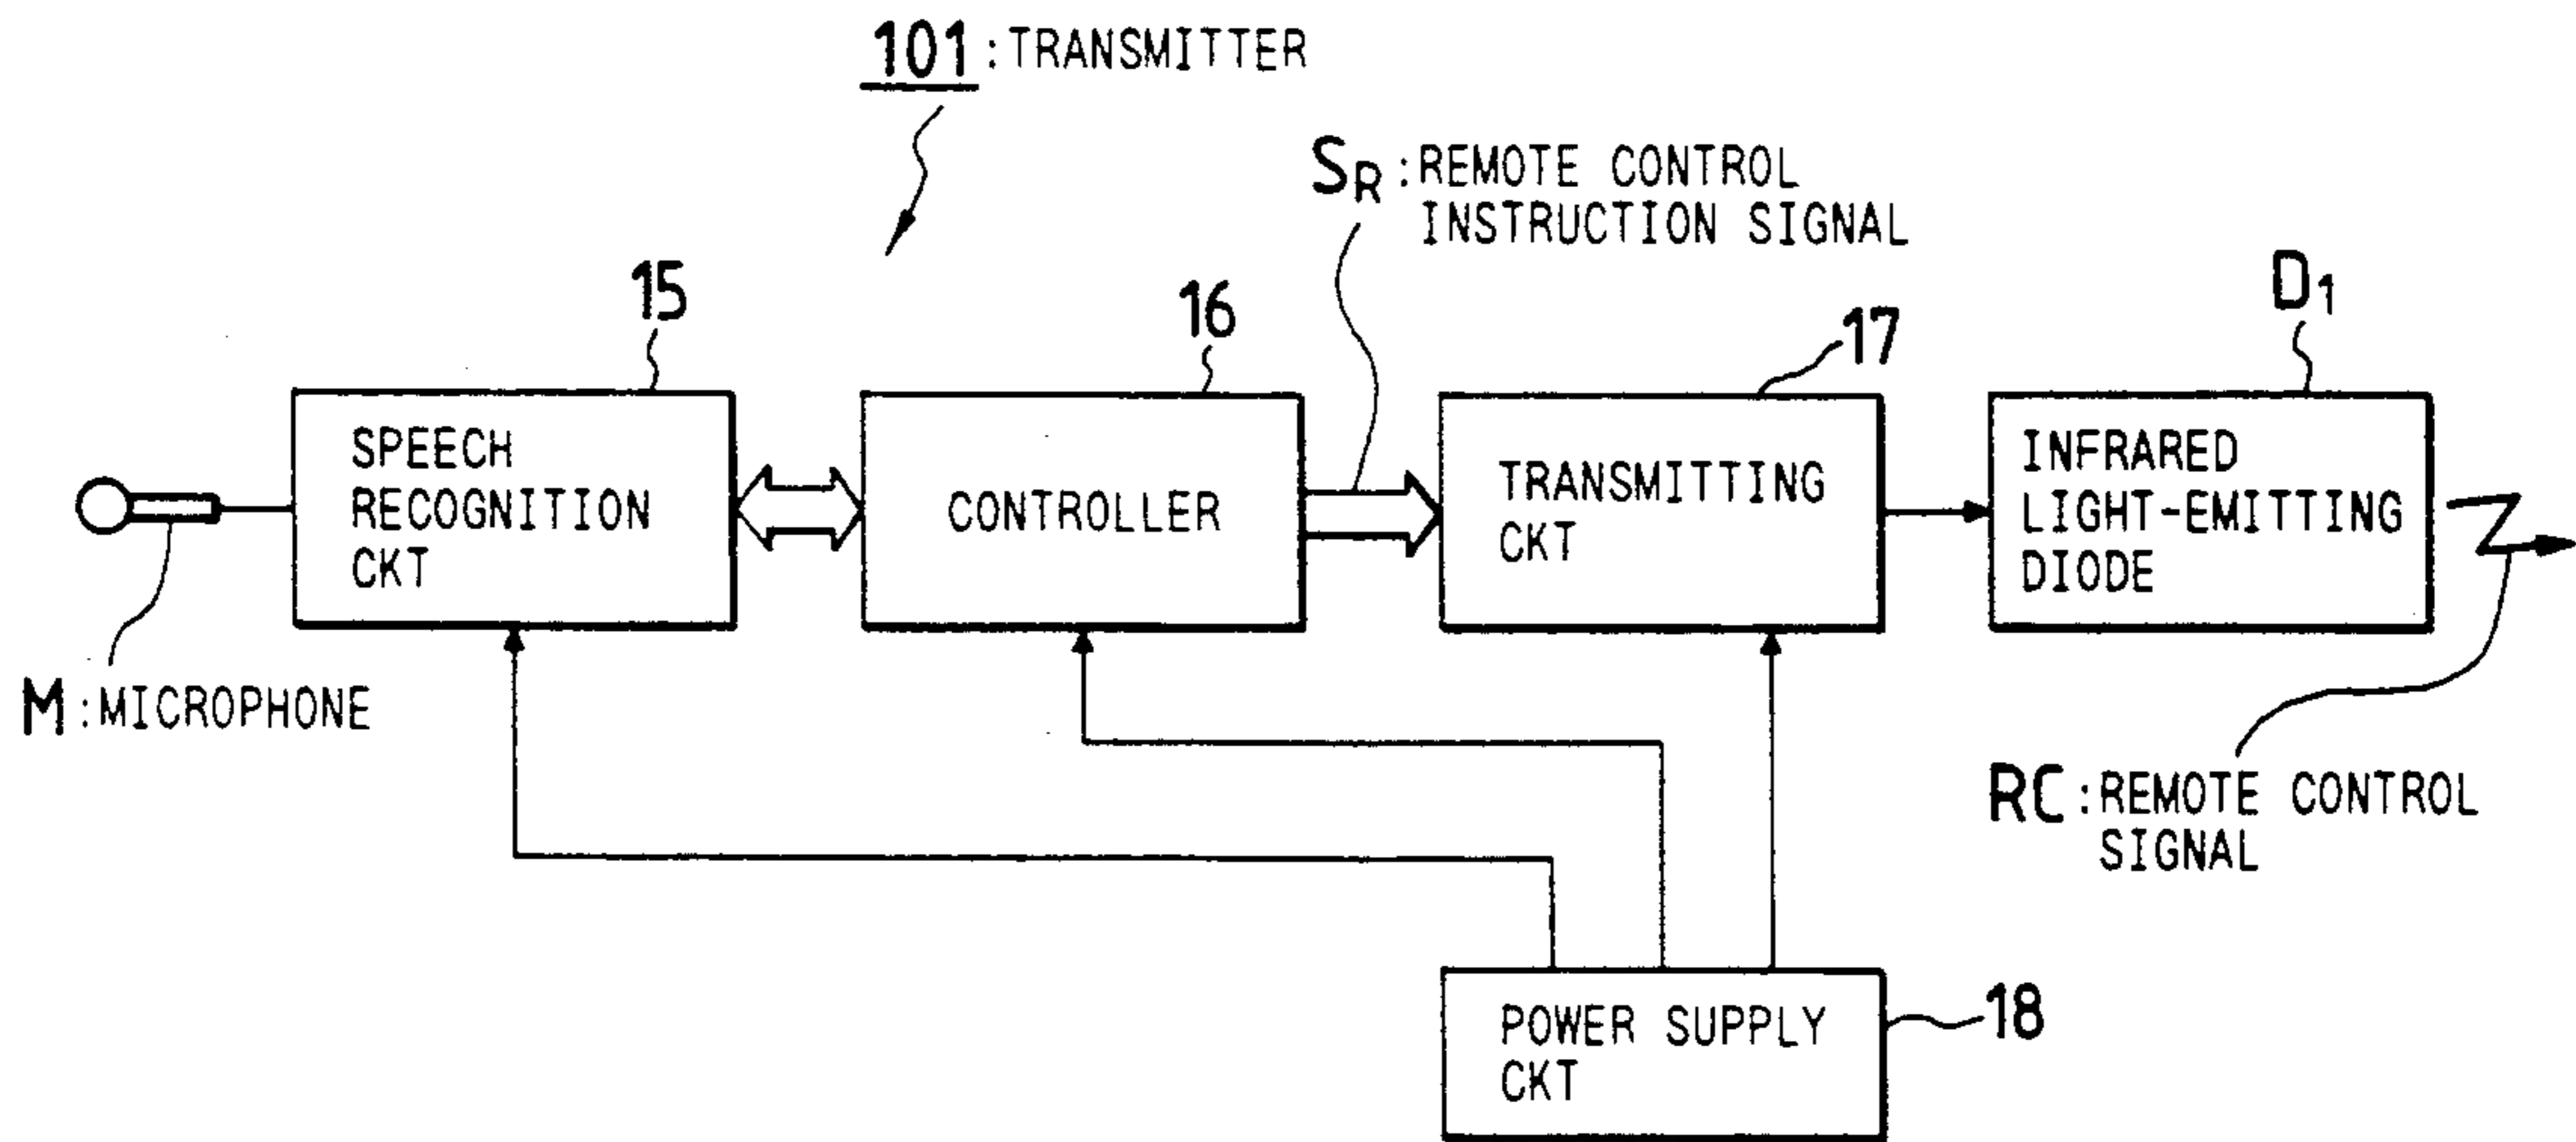 101 : TRANSMITTER
SR : REMOTE CONTROL
INSTRUCTION SIGNAL
15
16
17
D1
SPEECH
RECOGNITION
CKT
CONTROLLER
TRANSMITTING
CKT
INFRARED
LIGHT-EMITTING
DIODE
M : MICROPHONE
RC : REMOTE CONTROL
SIGNAL
POWER SUPPLY
CKT
18